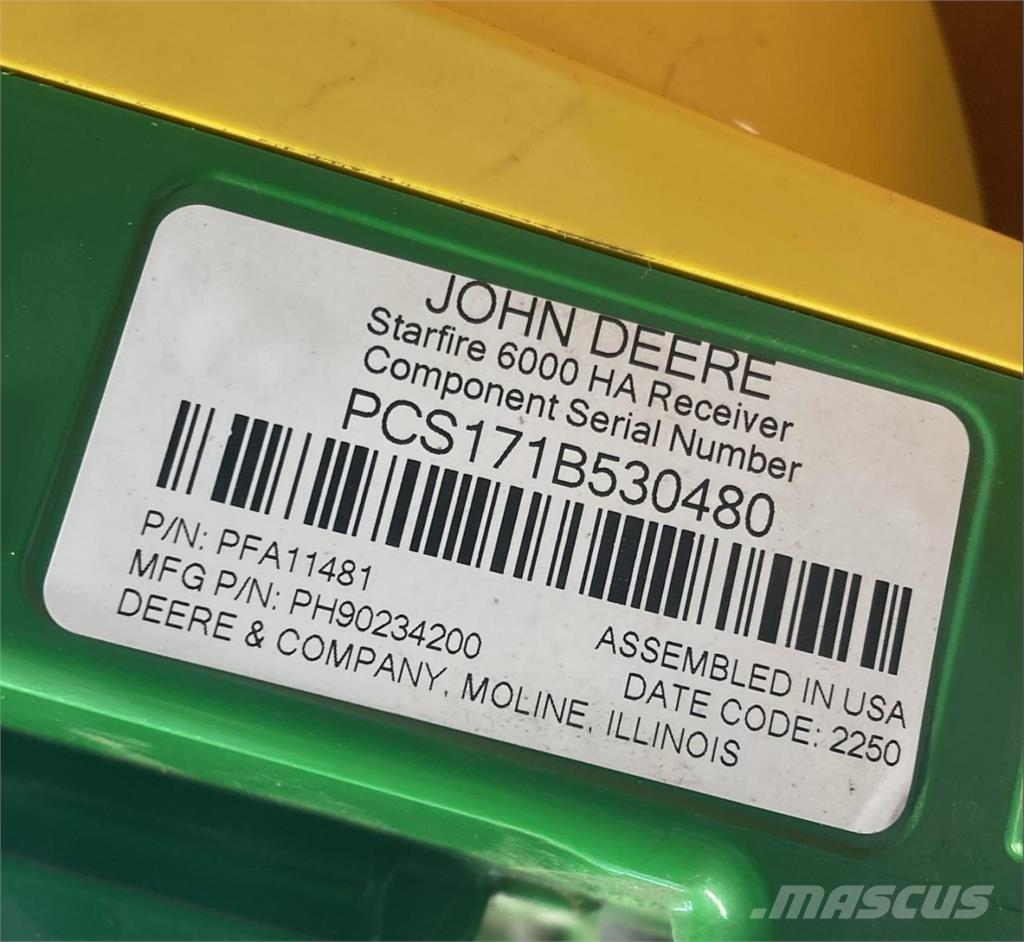 JOHN DEERE
Starfire 6000 HA Receiver
Component Serial Number
PCS171B530480
P/N: PFA11481
MFG P/N: PH90234200
DEERE & COMPANY, MOLINE, ILLINOIS
ASSEMBLED IN USA
DATE CODE: 2250
.MASCUS